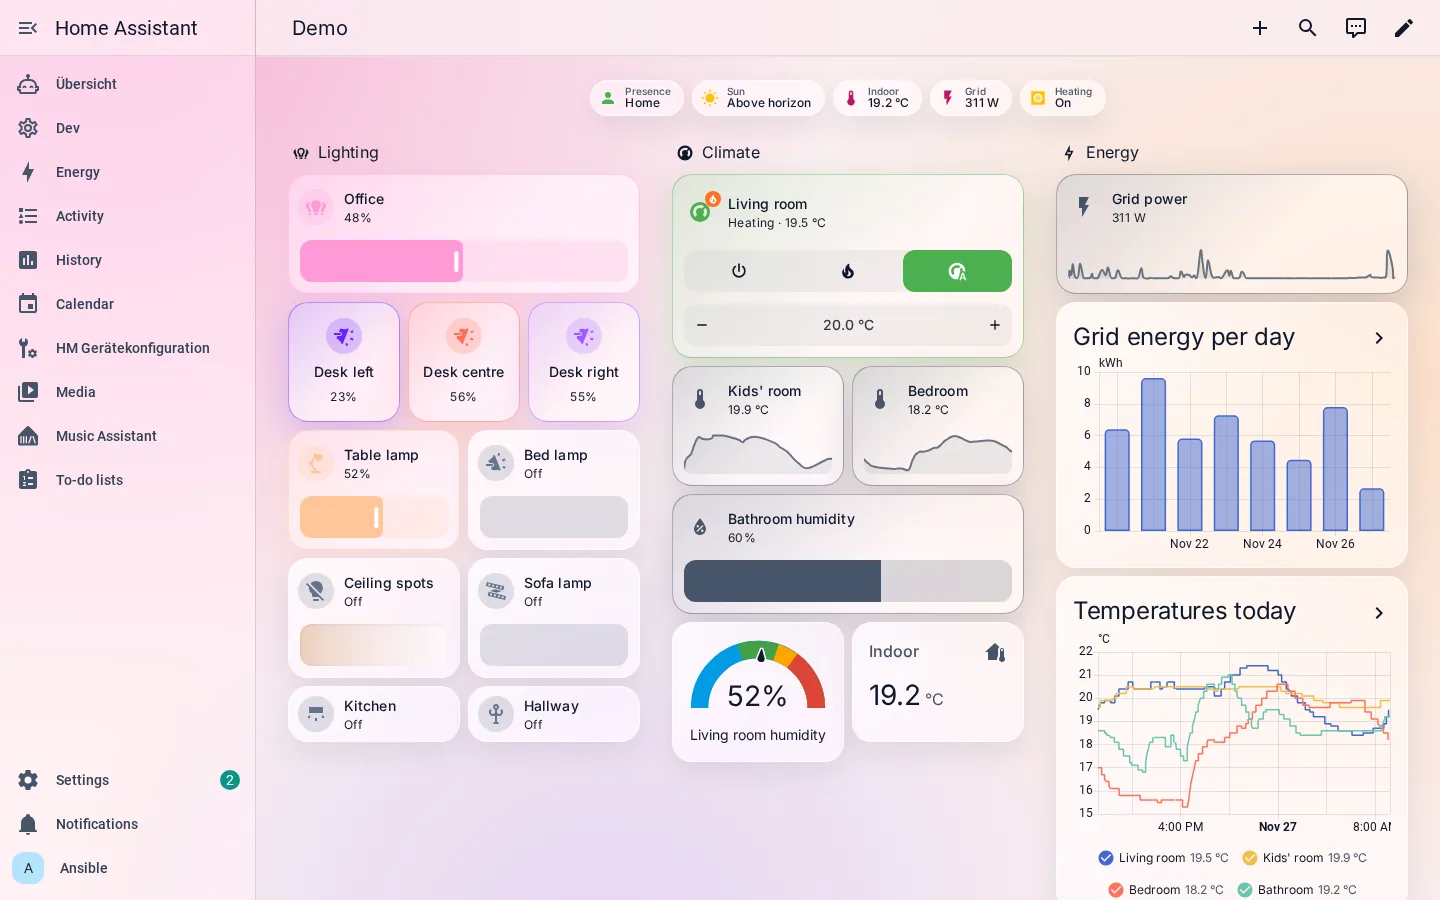 Home Assistant
Demo
Übersicht
Dev
Energy
Activity
History
Calendar
HM Gerätekonfiguration
Media
Music Assistant
To-do lists
Settings
2
Notifications
A
Ansible
Presence
Home
Sun
Above horizon
Indoor
19.2 °C
Grid
311 W
Heating
On
Lighting
Office
48%
Desk left
23%
Desk centre
56%
Desk right
55%
Table lamp
52%
Bed lamp
Off
Ceiling spots
Off
Sofa lamp
Off
Kitchen
Off
Hallway
Off
Climate
Living room
Heating · 19.5 °C
A
20.0 °C
Kids' room
19.9 °C
Bedroom
18.2 °C
Bathroom humidity
60%
52%
Living room humidity
Indoor
19.2 °C
Energy
Grid power
311 W
Grid energy per day
kWh
10
8
6
4
2
0
Nov 22
Nov 24
Nov 26
Temperatures today
°C
22
21
20
19
18
17
16
15
4:00 PM
Nov 27
8:00 AM
Living room 19.5 °C
Kids' room 19.9 °C
Bedroom 18.2 °C
Bathroom 19.2 °C